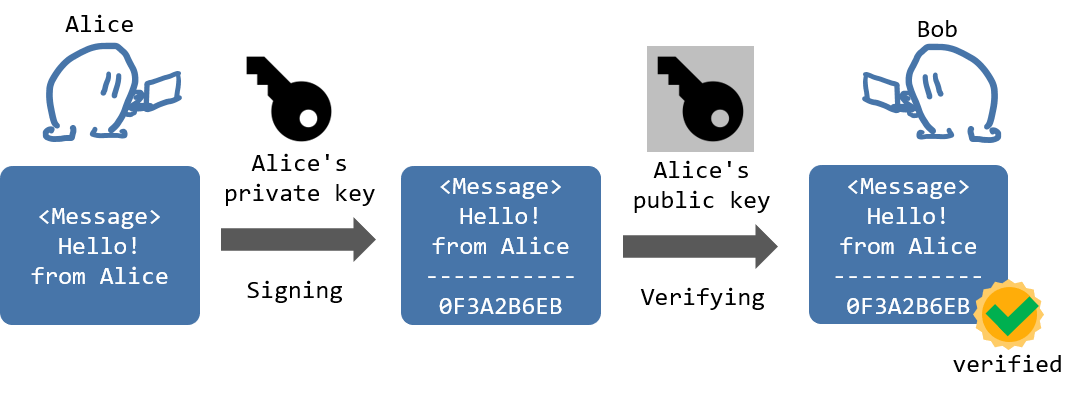 Alice
Bob
Alice's
private key
Alice's
public key
<Message>
Hello!
from Alice
Signing
<Message>
Hello!
from Alice
-----------
0F3A2B6EB
Verifying
<Message>
Hello!
from Alice
-----------
0F3A2B6EB
verified